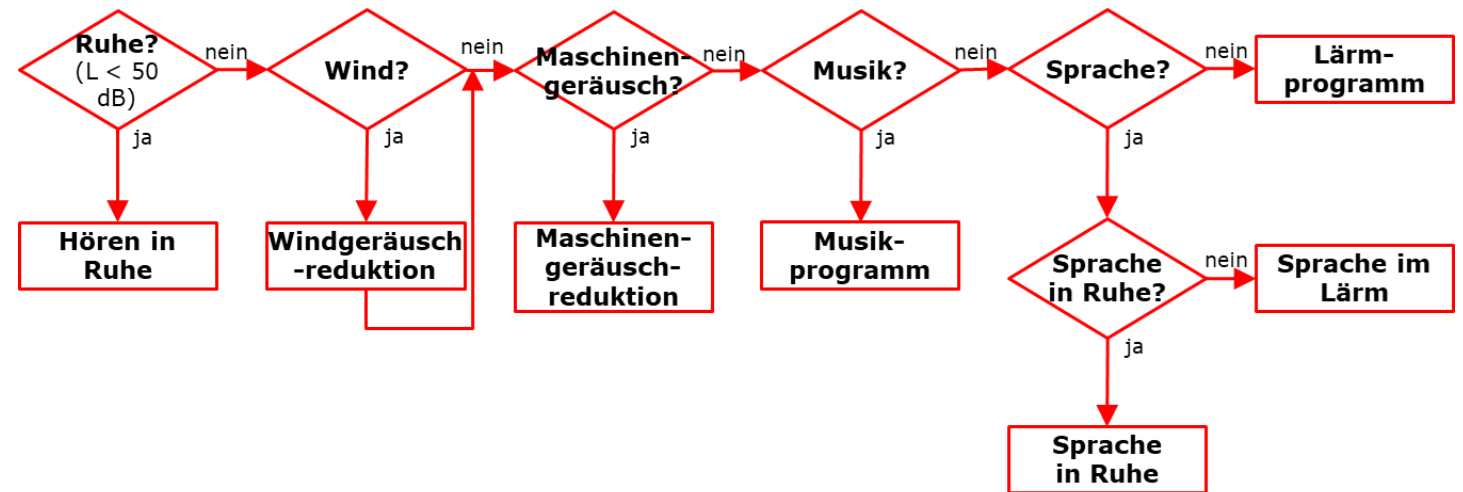 Ruhe?
(L < 50
dB)
nein
ja
Hören in
Ruhe
Wind?
nein
ja
Windgeräusch
-reduktion
Maschinen-
geräusch?
nein
ja
Maschinen-
geräusch-
reduktion
Musik?
nein
ja
Musik-
programm
Sprache?
nein
ja
Lärm-
programm
Sprache
in Ruhe?
nein
ja
Sprache im
Lärm
Sprache
in Ruhe